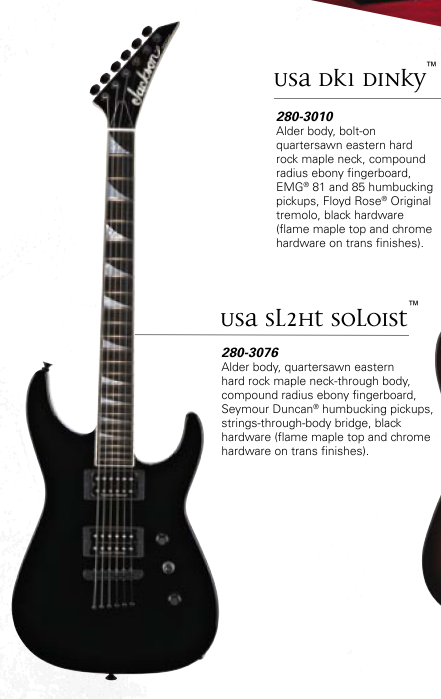 Jackson
USA DK1 DINKY™
280-3010
Alder body, bolt-on
quartersawn eastern hard
rock maple neck, compound
radius ebony fingerboard,
EMG® 81 and 85 humbucking
pickups, Floyd Rose® Original
tremolo, black hardware
(flame maple top and chrome
hardware on trans finishes).
USA SL2HT SOLOIST™
280-3076
Alder body, quartersawn eastern
hard rock maple neck-through body,
compound radius ebony fingerboard,
Seymour Duncan® humbucking pickups,
strings-through-body bridge, black
hardware (flame maple top and chrome
hardware on trans finishes).